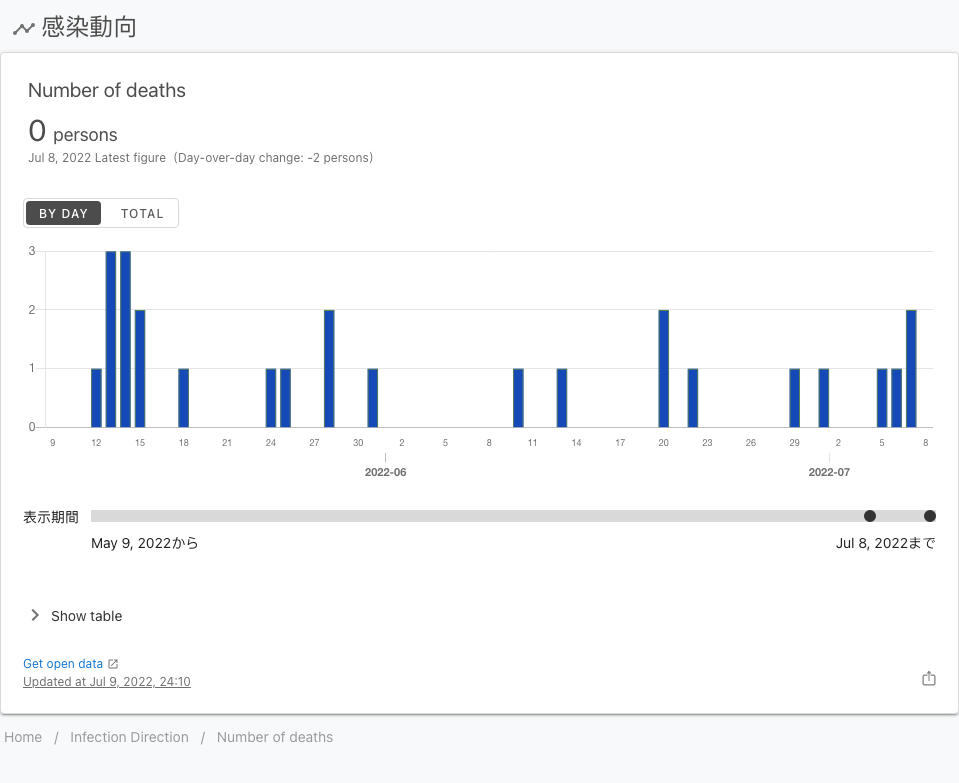 感染動向
Number of deaths
0 persons
Jul 8, 2022 Latest figure (Day-over-day change: -2 persons)
BY DAY TOTAL
3
2
1
0
9 12 15 18 21 24 27 30 2 5 8 11 14 17 20 23 26 29 2 5 8
2022-06 2022-07
表示期間
May 9, 2022から Jul 8, 2022まで
Show table
Get open data
Updated at Jul 9, 2022, 24:10
Home / Infection Direction / Number of deaths